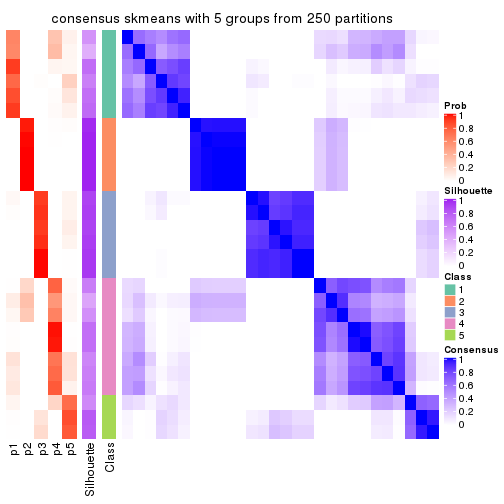 consensus skmeans with 5 groups from 250 partitions
Prob
1
0.8
0.6
0.4
0.2
0
Silhouette
1
0.8
0.6
0.4
0.2
0
Class
1
2
3
4
5
Consensus
1
0.8
0.6
0.4
0.2
0
p1
p2
p3
p4
p5
Silhouette
Class